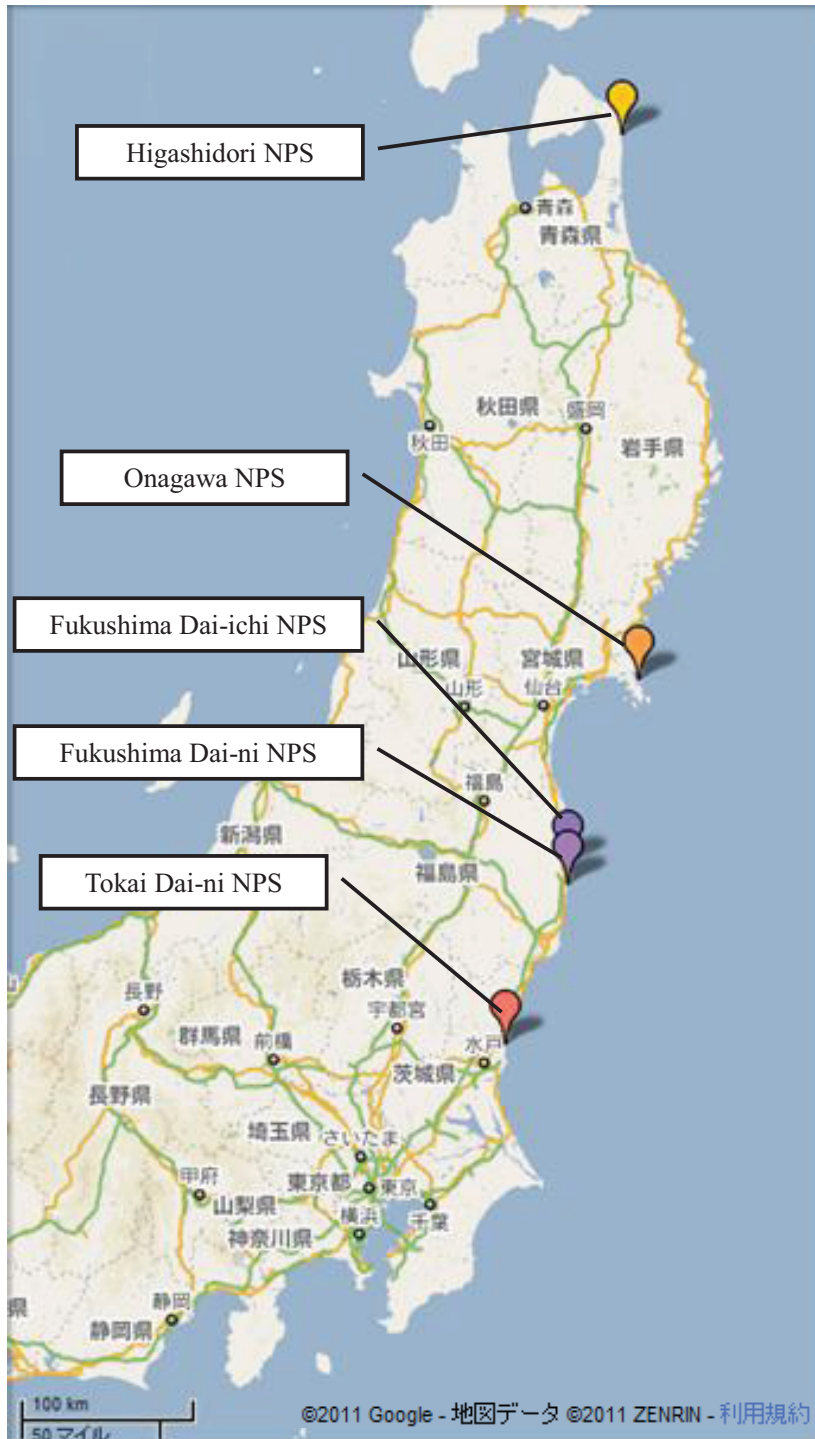 Higashidori NPS
青森
青森県
秋田県
盛岡
秋田
岩手県
Onagawa NPS
Fukushima Dai-ichi NPS
山形県
宮城県
山形
仙台
Fukushima Dai-ni NPS
福島
新潟県
福島県
Tokai Dai-ni NPS
栃木県
長野
宇都宮
群馬県
前橋
水戸
茨城県
長野県
埼玉県
さいたま
甲府
東京都
東京
山梨県
横浜
千葉
神奈川県
静岡
県
静岡県
100 km
50 マイル
©2011 Google - 地図データ ©2011 ZENRIN - 利用規約